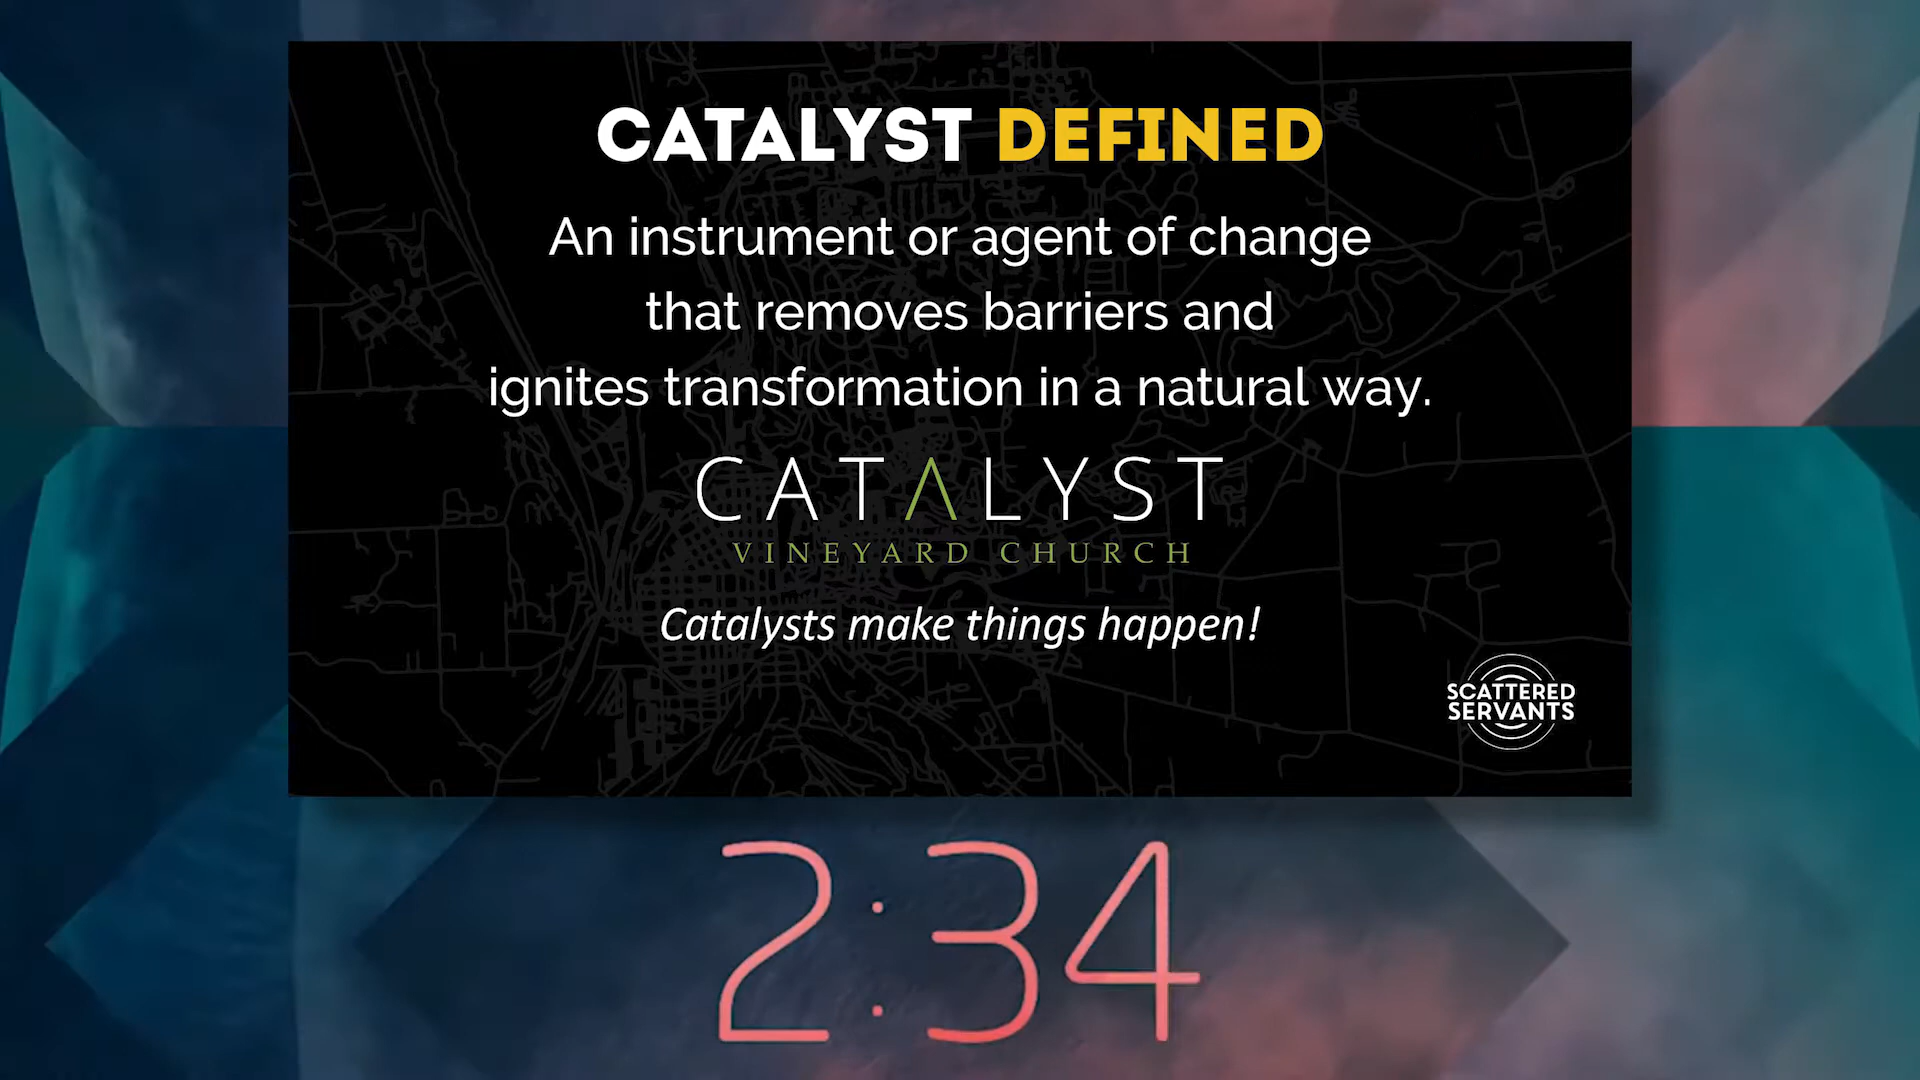 CATALYST DEFINED
An instrument or agent of change
that removes barriers and
ignites transformation in a natural way.
CATΛLYST
VINEYARD CHURCH
Catalysts make things happen!
SCATTERED
SERVANTS
2:34